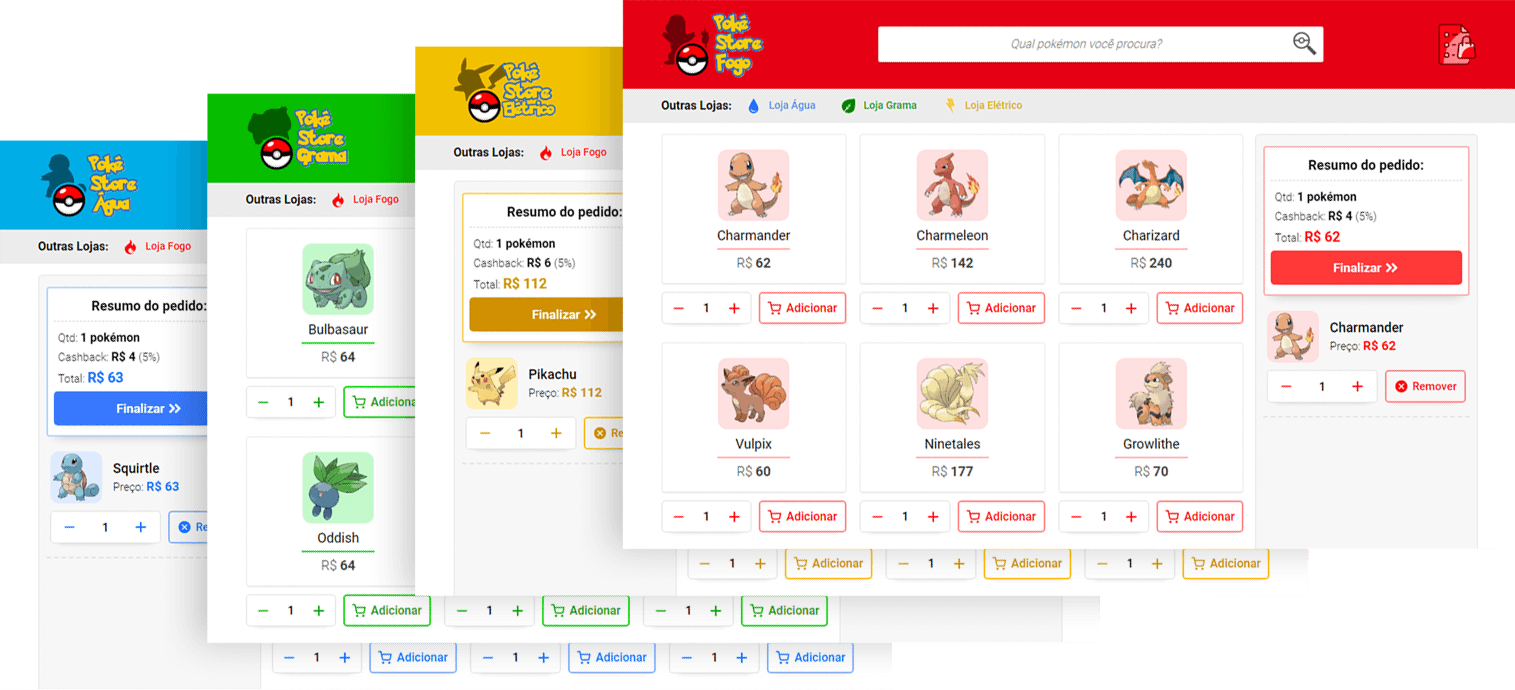 Poké
Store
Fogo
Qual pokémon você procura?
Outras Lojas: Loja Água Loja Grama Loja Elétrico
Charmander
R$ 62
1 Adicionar
Charmeleon
R$ 142
1 Adicionar
Charizard
R$ 240
1 Adicionar
Vulpix
R$ 60
1 Adicionar
Ninetales
R$ 177
1 Adicionar
Growlithe
R$ 70
1 Adicionar
Resumo do pedido:
Qtd: 1 pokémon
Cashback: R$ 4 (5%)
Total: R$ 62
Finalizar
Charmander
Preço: R$ 62
1 Remover
Poké
Store
Elétrico
Outras Lojas: Loja Fogo
Resumo do pedido:
Qtd: 1 pokémon
Cashback: R$ 6 (5%)
Total: R$ 112
Finalizar
Pikachu
Preço: R$ 112
1 Re
1 Adicionar
1 Adicionar
1 Adicionar
Poké
Store
Grama
Outras Lojas: Loja Fogo
Bulbasaur
R$ 64
1 Adiciona
Oddish
R$ 64
1 Adicionar
1 Adicionar
1 Adicionar
Poké
Store
Água
Outras Lojas: Loja Fogo
Resumo do pedido:
Qtd: 1 pokémon
Cashback: R$ 4 (5%)
Total: R$ 63
Finalizar
Squirtle
Preço: R$ 63
1 Re
1 Adicionar
1 Adicionar
1 Adicionar